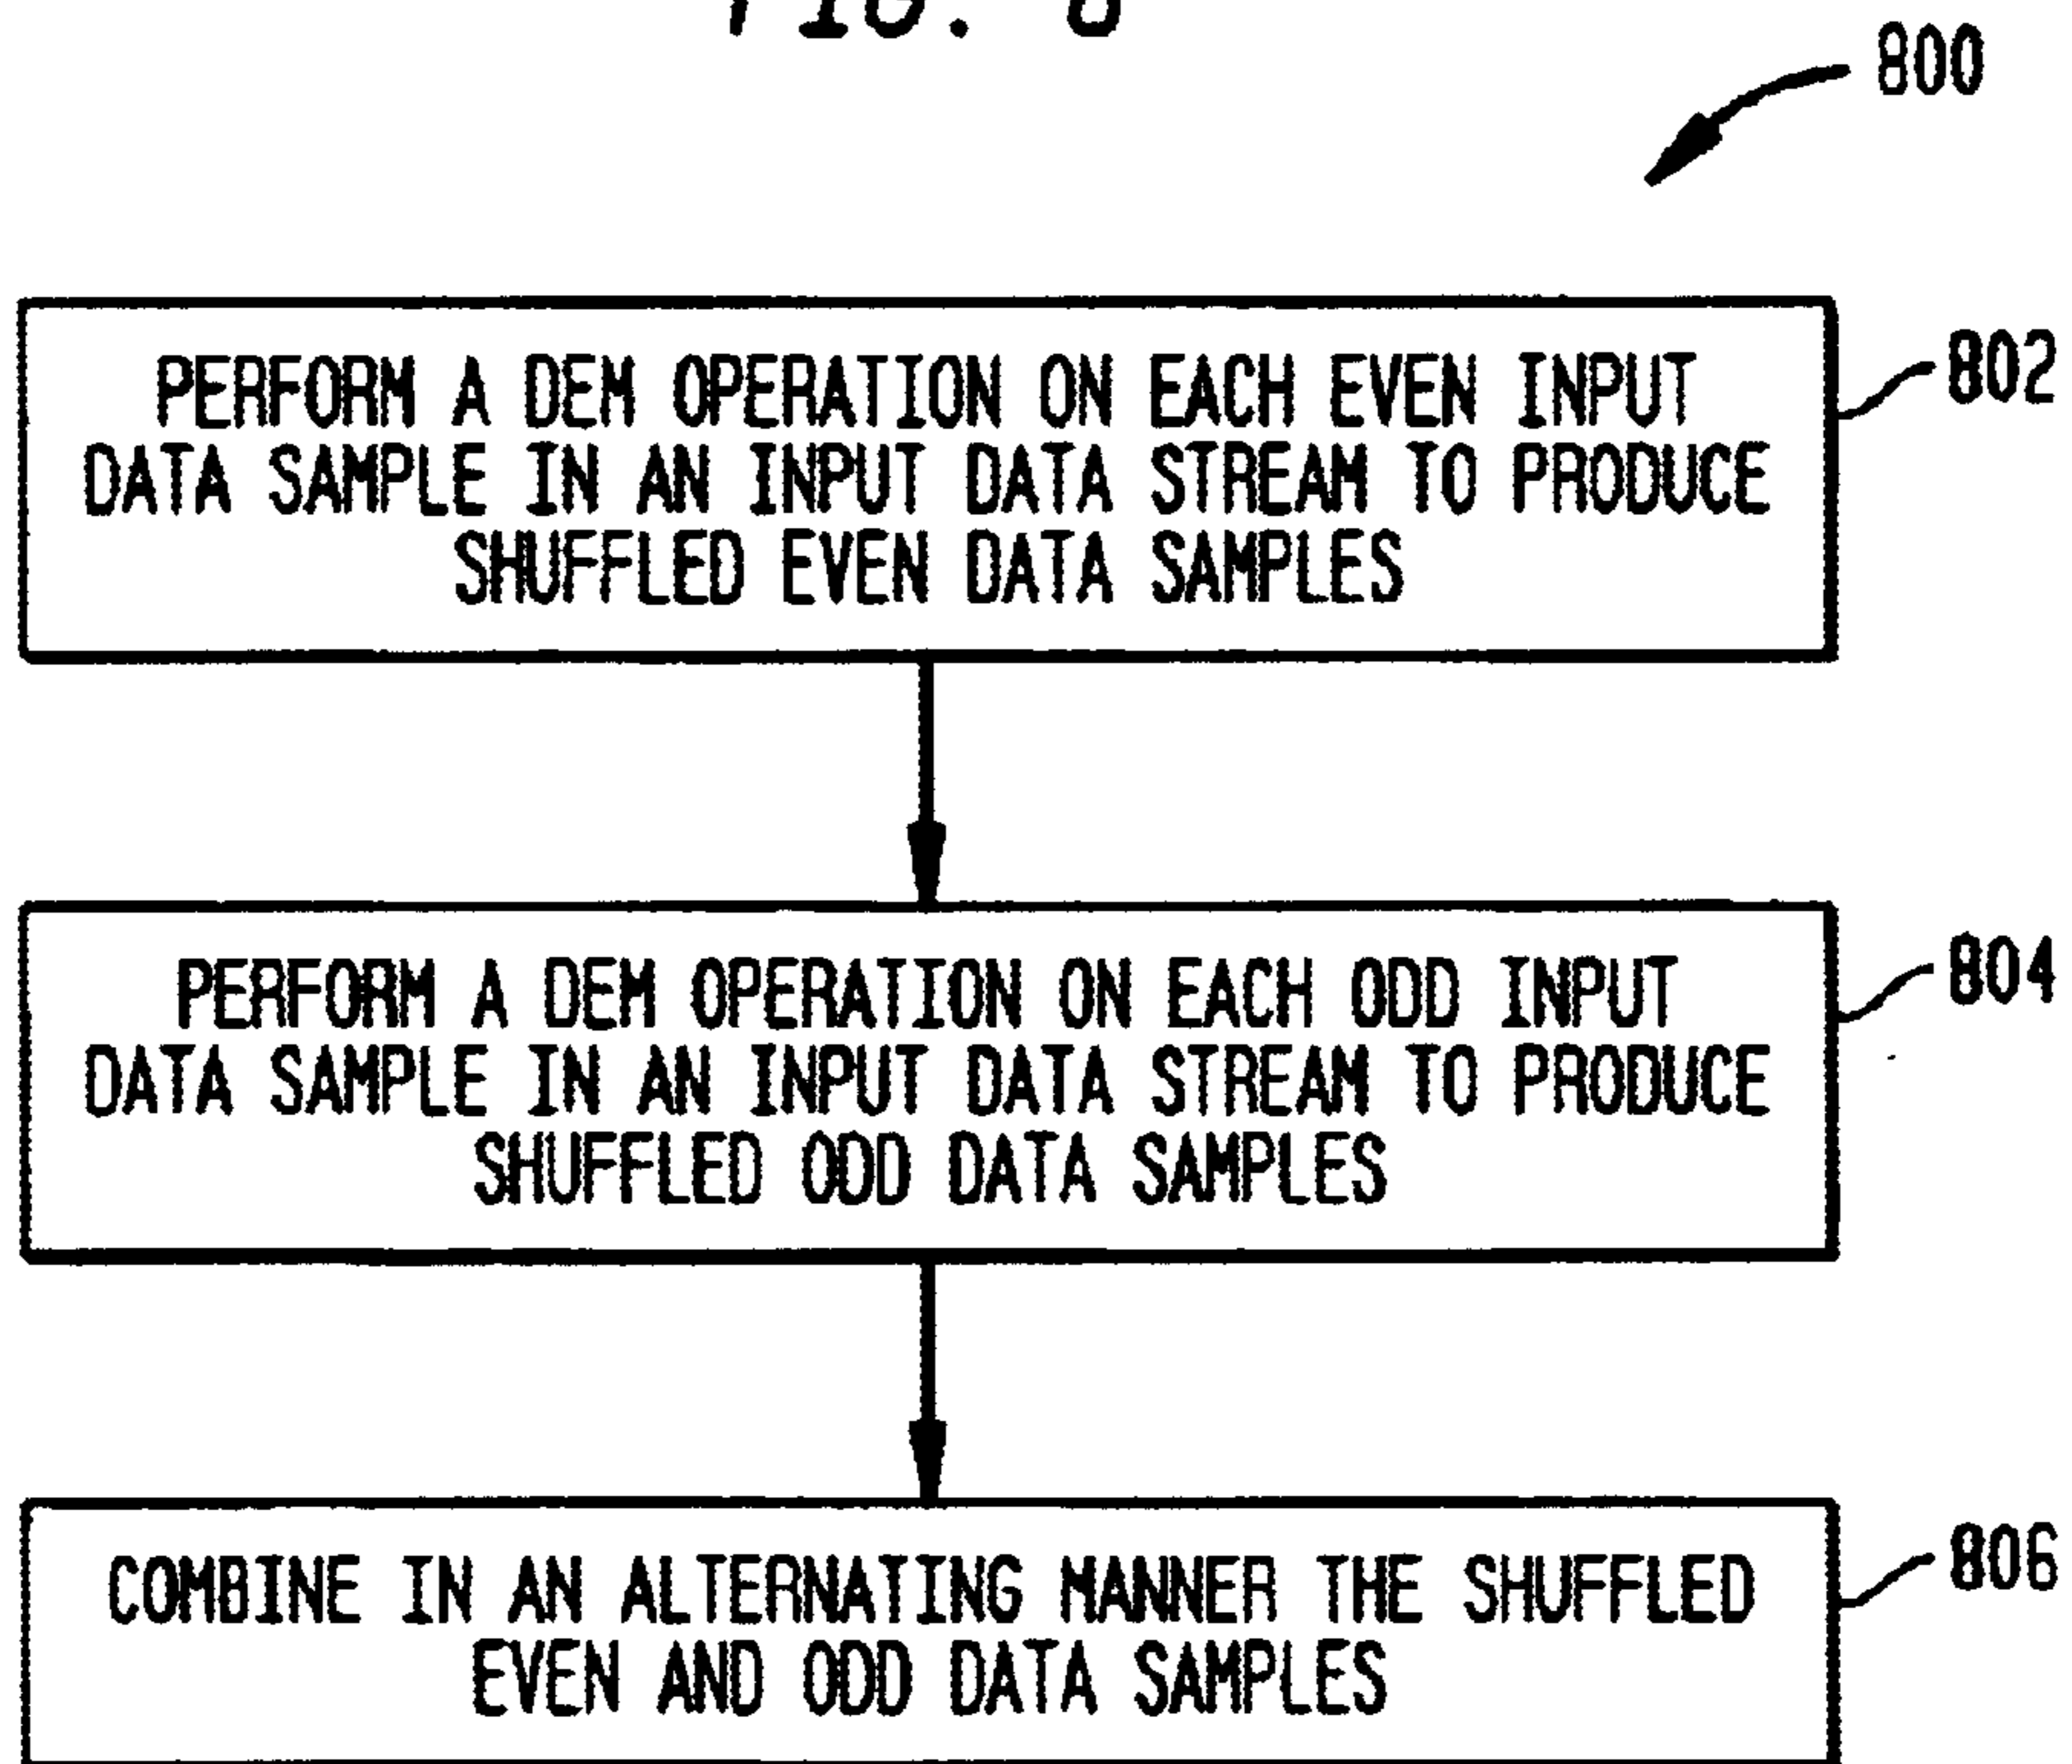 FIG. 8
800
PERFORM A DEM OPERATION ON EACH EVEN INPUT
DATA SAMPLE IN AN INPUT DATA STREAM TO PRODUCE
SHUFFLED EVEN DATA SAMPLES
802
PERFORM A DEM OPERATION ON EACH ODD INPUT
DATA SAMPLE IN AN INPUT DATA STREAM TO PRODUCE
SHUFFLED ODD DATA SAMPLES
804
COMBINE IN AN ALTERNATING MANNER THE SHUFFLED
EVEN AND ODD DATA SAMPLES
806